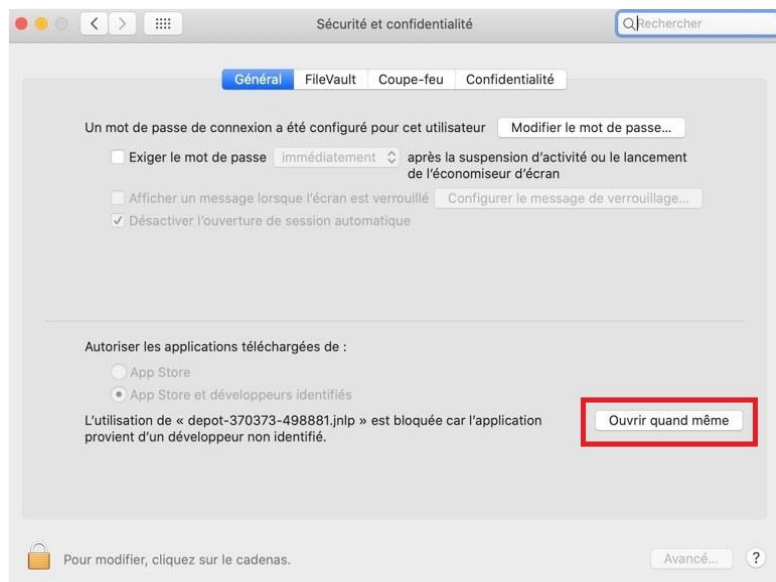 Sécurité et confidentialité
Rechercher
Général FileVault Coupe-feu Confidentialité
Un mot de passe de connexion a été configuré pour cet utilisateur Modifier le mot de passe...
Exiger le mot de passe immédiatement après la suspension d'activité ou le lancement
de l'économiseur d'écran
Afficher un message lorsque l'écran est verrouillé Configurer le message de verrouillage...
Désactiver l'ouverture de session automatique
Autoriser les applications téléchargées de :
App Store
App Store et développeurs identifiés
L'utilisation de « depot-370373-498881.jnlp » est bloquée car l'application
provient d'un développeur non identifié.
Ouvrir quand même
Pour modifier, cliquez sur le cadenas.
Avancé... ?